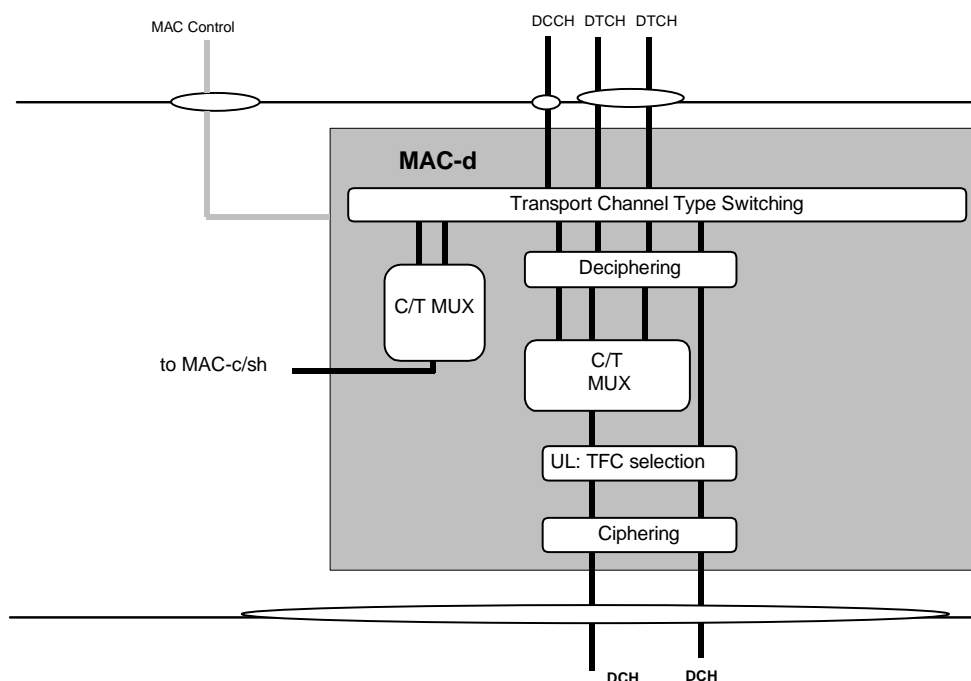 MAC Control
DCCH DTCH DTCH
MAC-d
Transport Channel Type Switching
Deciphering
C/T MUX
to MAC-c/sh
C/T
MUX
UL: TFC selection
Ciphering
DCH
DCH